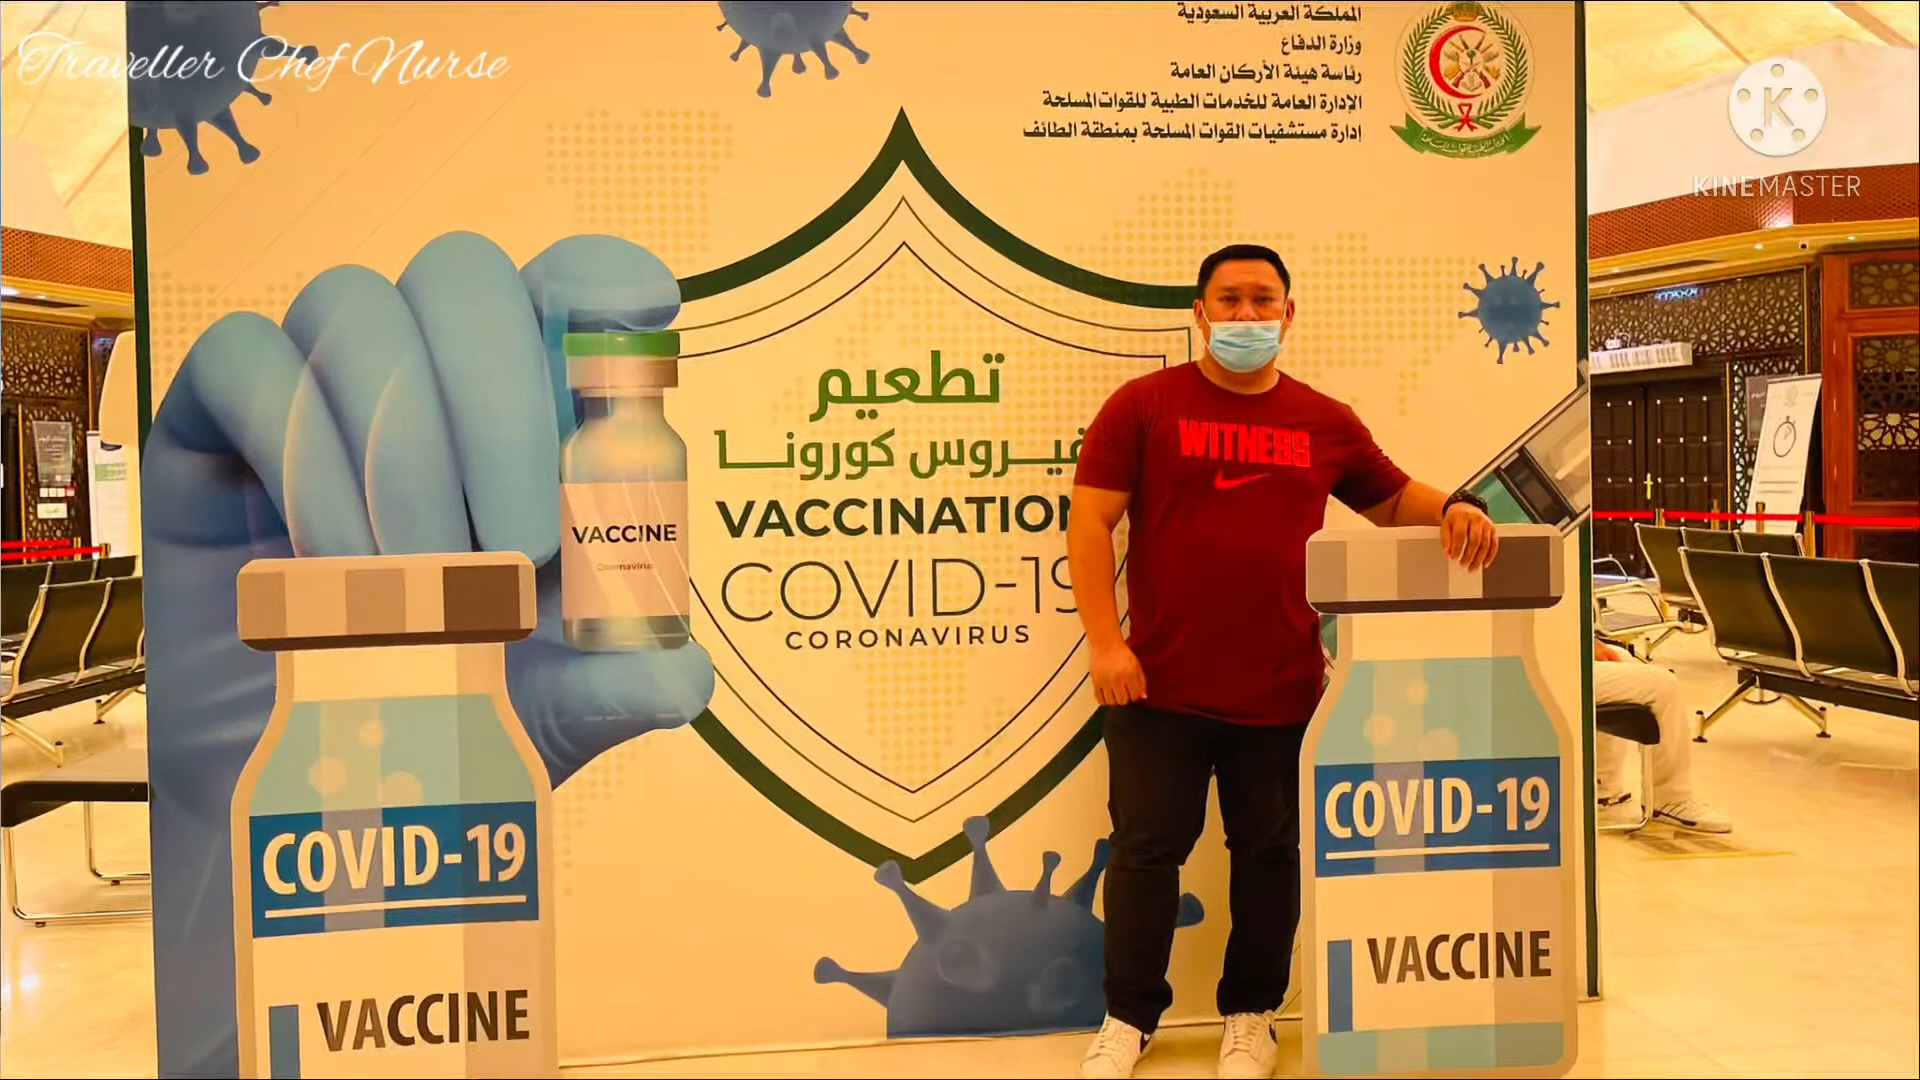 Traveller Chef Nurse
المملكة العربية السعودية
وزارة الدفاع
رئاسة هيئة الأركان العامة
الإدارة العامة للخدمات الطبية للقوات المسلحة
إدارة مستشفيات القوات المسلحة بمنطقة الطائف
KINEMASTER
تطعيم
فيروس كورونا
VACCINATION
COVID-19
CORONAVIRUS
VACCINE
Coronavirus
WITNESS
COVID-19
VACCINE
COVID-19
VACCINE